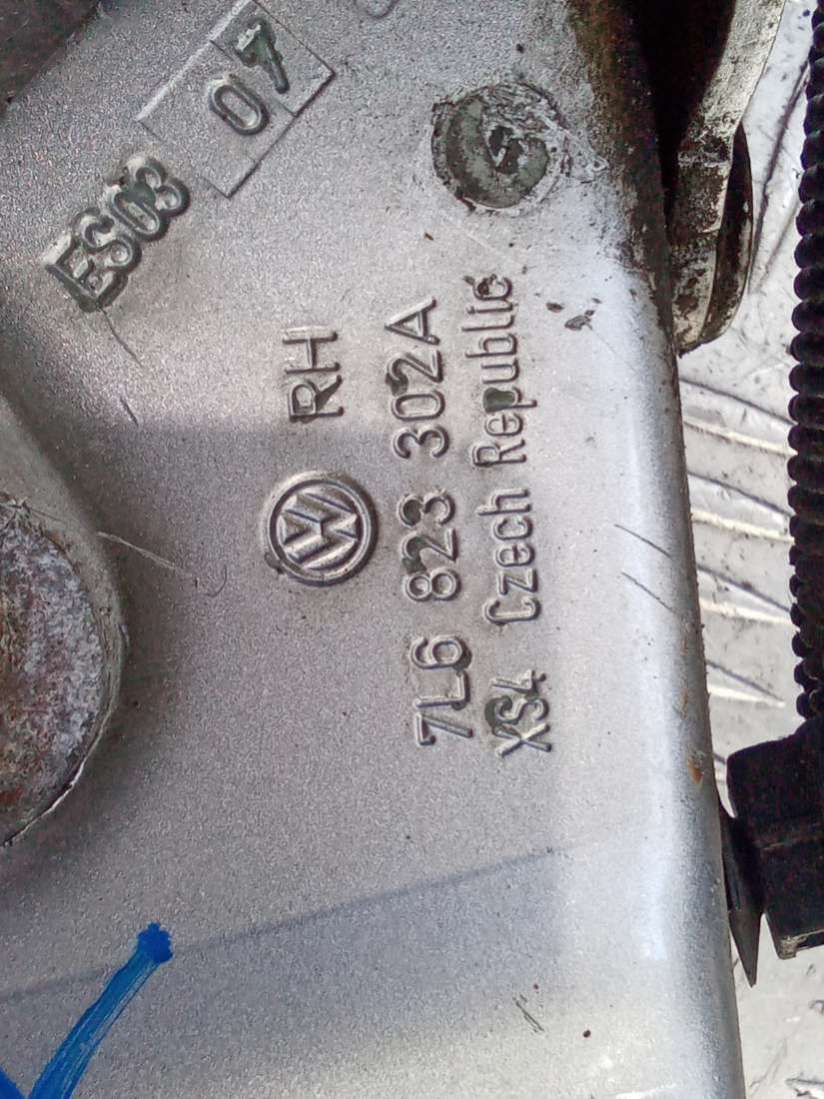 ES03 07
RH
7L6 823 302A
XS4 Czech Republic